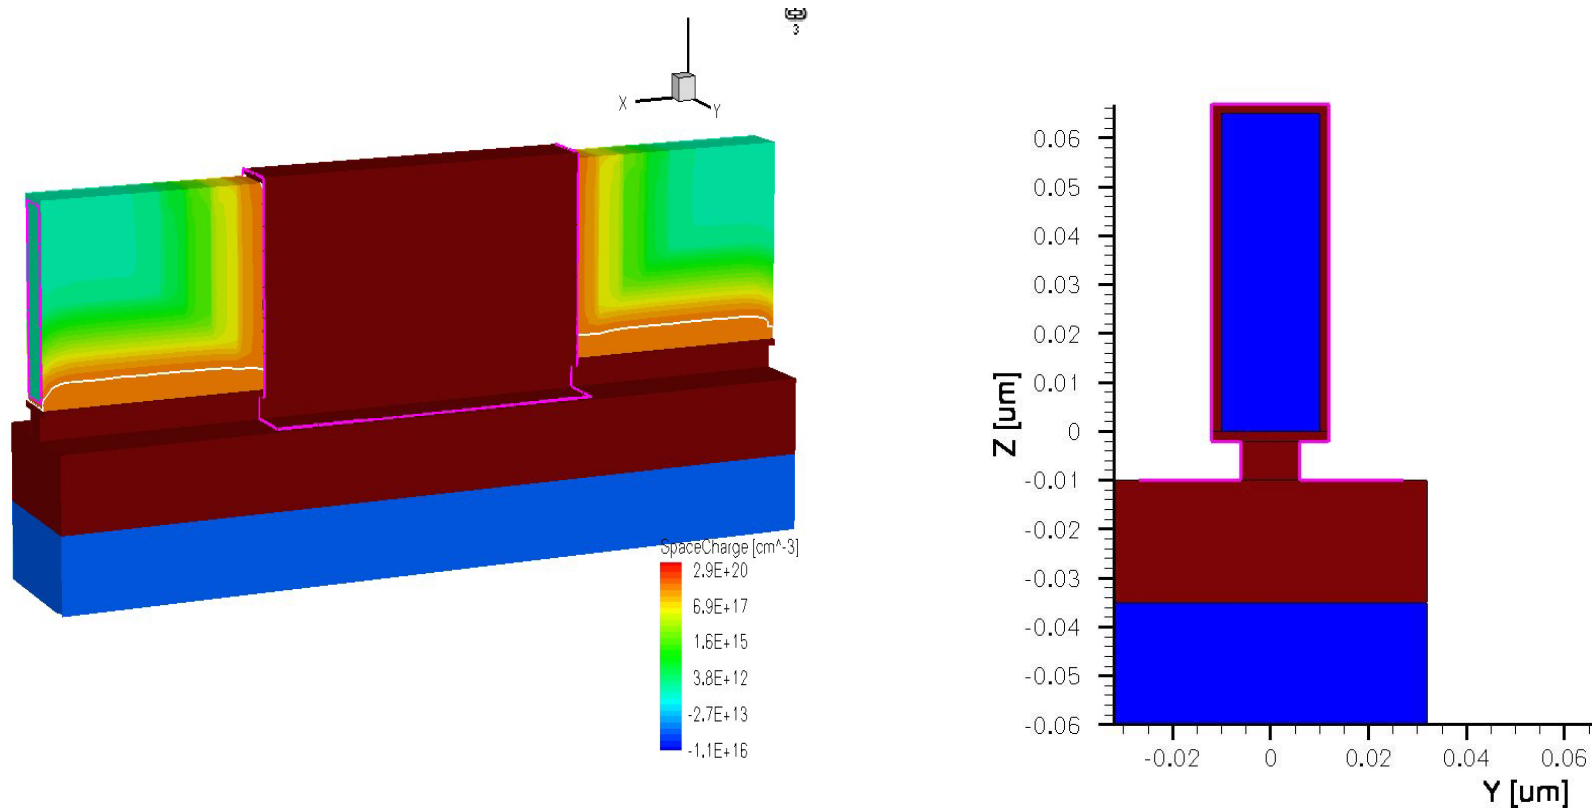 3
X
Y
SpaceCharge [cm^-3]
2.9E+20
6.9E+17
1.6E+15
3.8E+12
-2.7E+13
-1.1E+16
0.06
0.05
0.04
0.03
0.02
0.01
0
-0.01
-0.02
-0.03
-0.04
-0.05
-0.06
Z [um]
-0.02 0 0.02 0.04 0.06
Y [um]